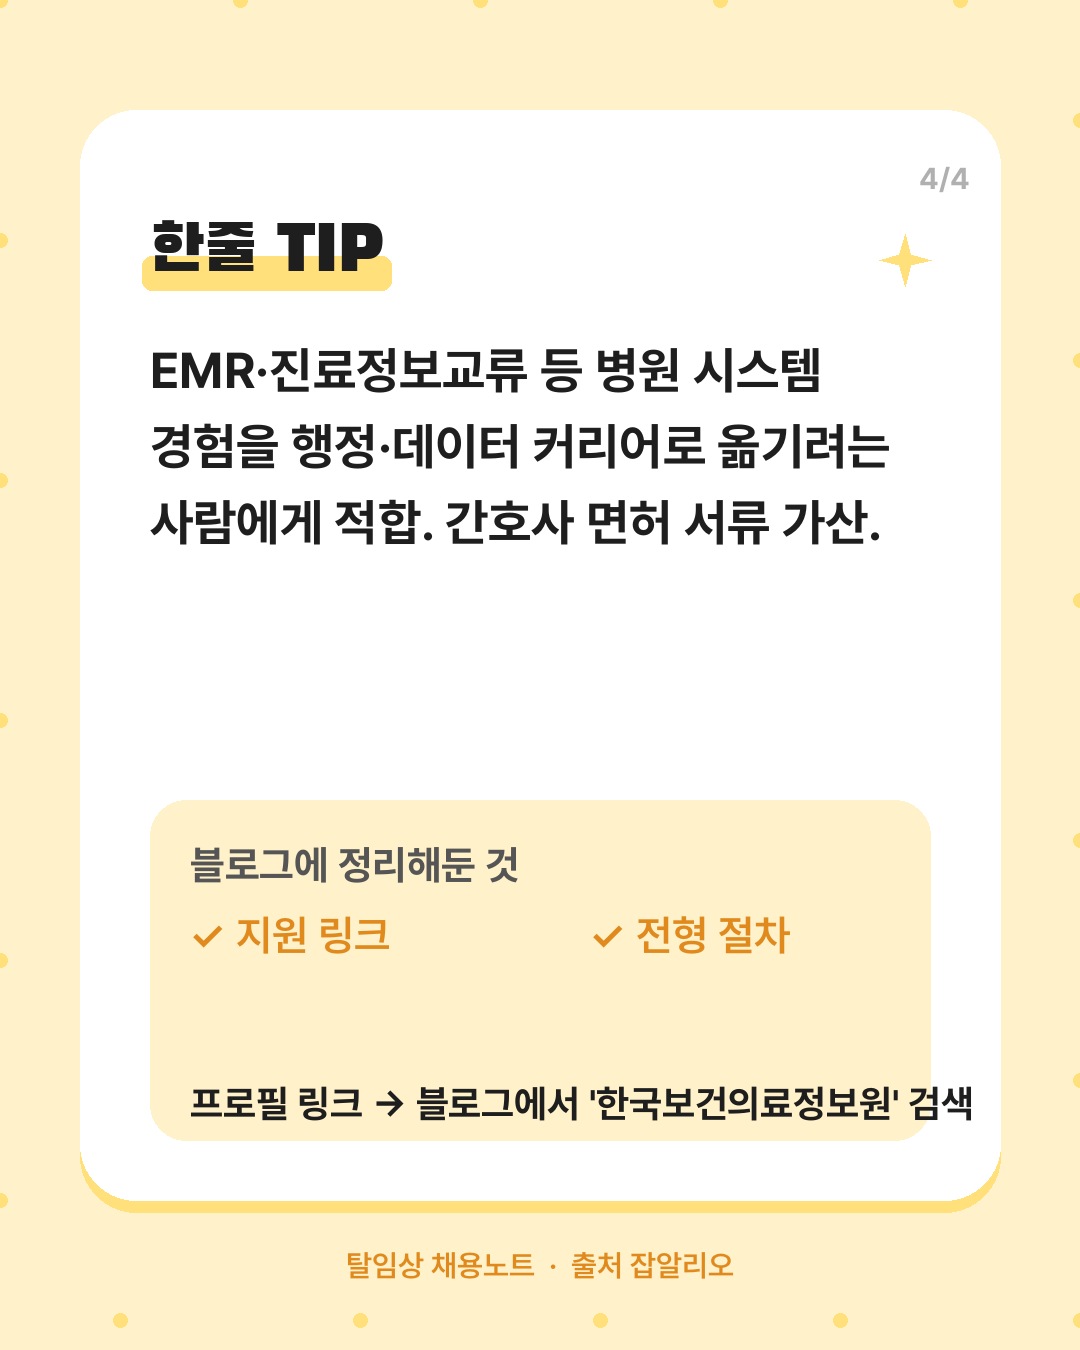 4/4
한줄 TIP
EMR·진료정보교류 등 병원 시스템
경험을 행정·데이터 커리어로 옮기려는
사람에게 적합. 간호사 면허 서류 가산.
블로그에 정리해둔 것
✓ 지원 링크 ✓ 전형 절차
프로필 링크 → 블로그에서 '한국보건의료정보원' 검색
탈임상 채용노트 · 출처 잡알리오